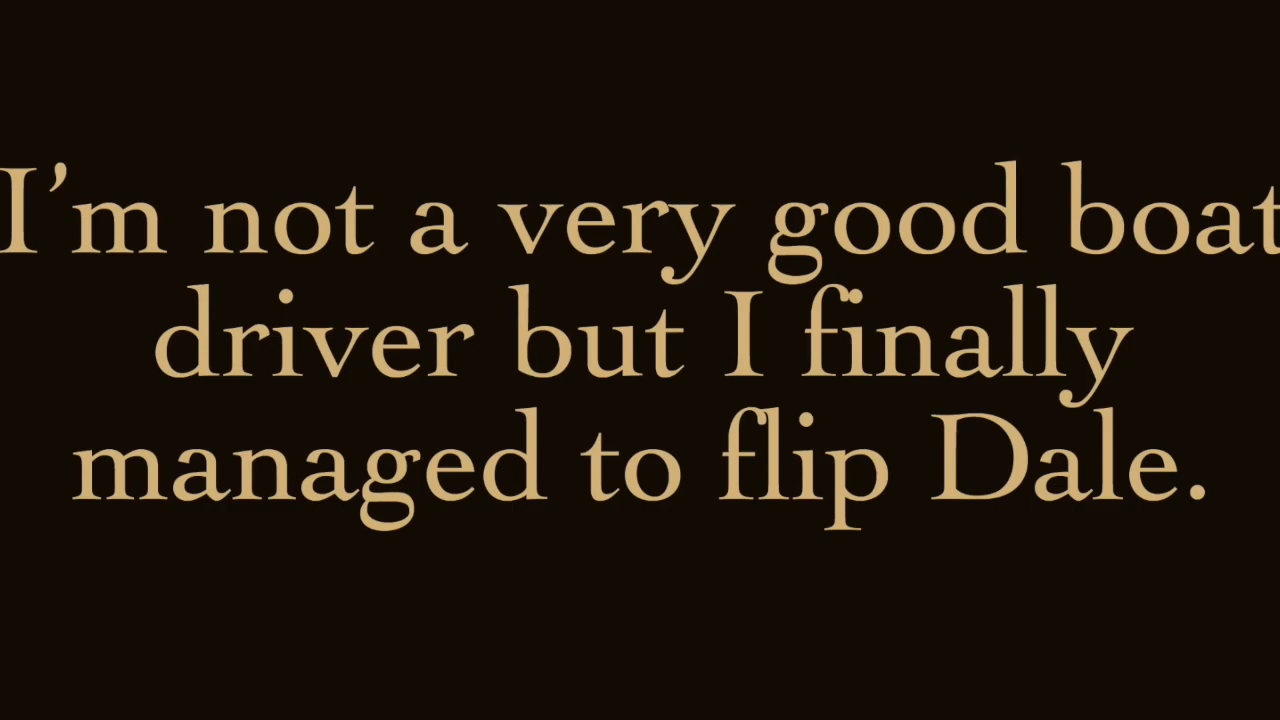 I’m not a very good boat
driver but I finally
managed to flip Dale.